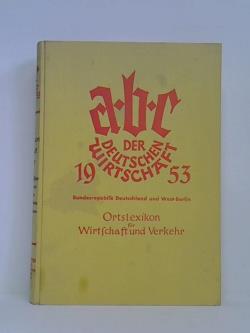 a·b·c
DER
DEUTSCHEN
WIRTSCHAFT
19 53
Bundesrepublik Deutschland und West-Berlin
Ortslexikon
für
Wirtschaft und Verkehr